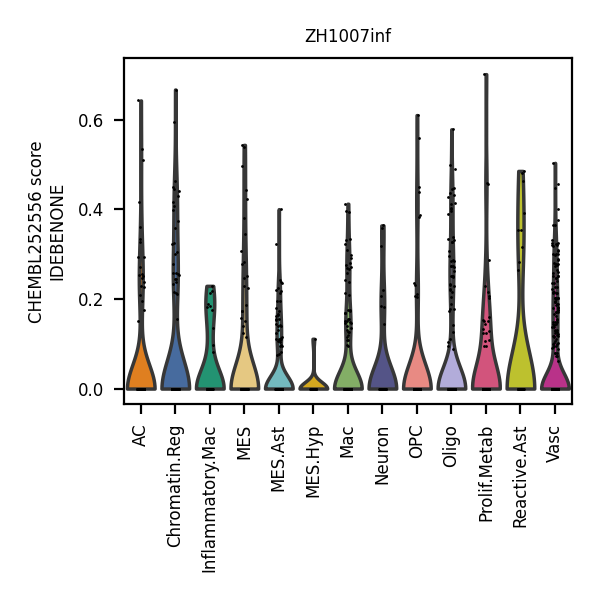 ZH1007inf
CHEMBL252556 score
IDEBENONE
0.6
0.4
0.2
0.0
AC
Chromatin.Reg
Inflammatory.Mac
MES
MES.Ast
MES.Hyp
Mac
Neuron
OPC
Oligo
Prolif.Metab
Reactive.Ast
Vasc